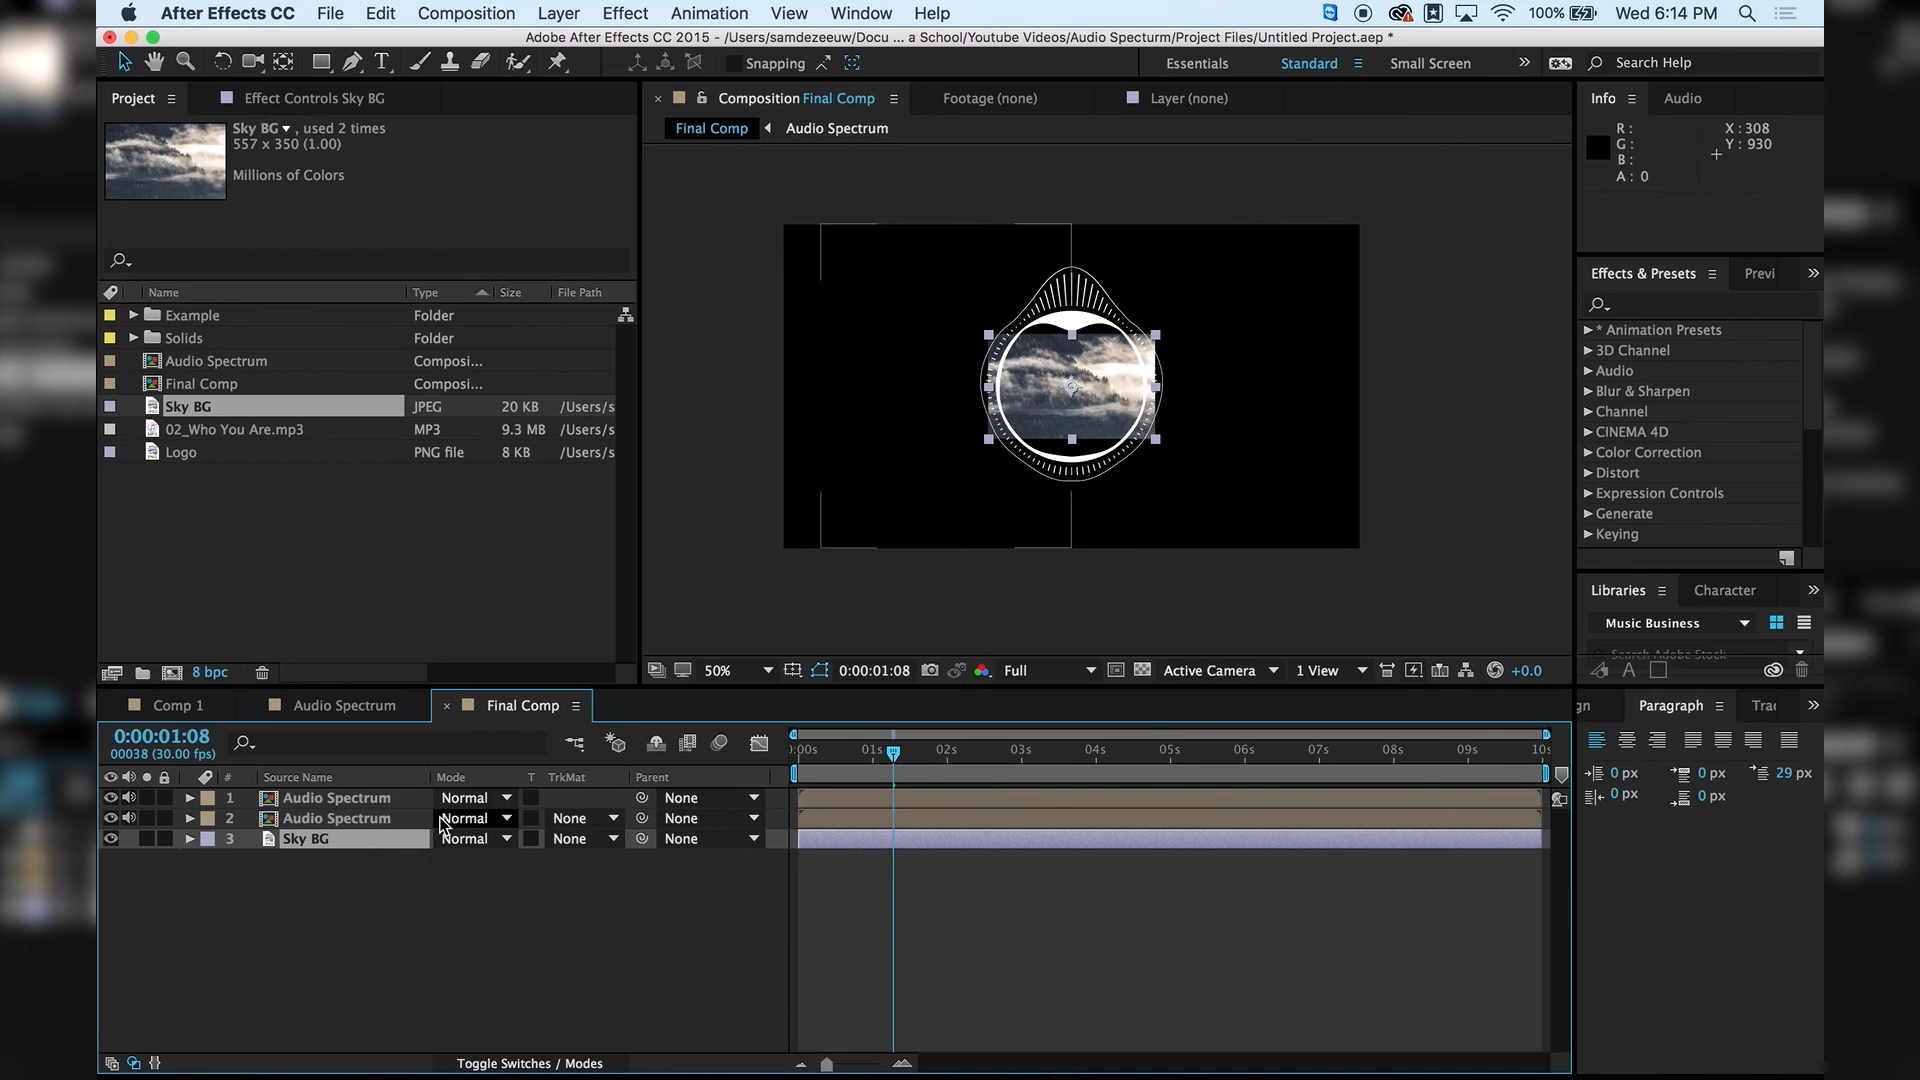 After Effects CC File Edit Composition Layer Effect Animation View Window Help 100% Wed 6:14 PM
Adobe After Effects CC 2015 - /Users/samdezeeuw/Docu ... a School/Youtube Videos/Audio Specturm/Project Files/Untitled Project.aep *
Snapping Essentials Standard Small Screen Search Help
Project Effect Controls Sky BG
Sky BG , used 2 times
557 x 350 (1.00)
Millions of Colors
Name Type Size File Path
Example Folder
Solids Folder
Audio Spectrum Composi...
Final Comp Composi...
Sky BG JPEG 20 KB /Users/s
02_Who You Are.mp3 MP3 9.3 MB /Users/s
Logo PNG file 8 KB /Users/s
8 bpc
Composition Final Comp Footage (none) Layer (none)
Final Comp Audio Spectrum
50% 0:00:01:08 Full Active Camera 1 View +0.0
Info Audio
R :
G :
B :
A : 0
X : 308
Y : 930
Effects & Presets Previ
* Animation Presets
3D Channel
Audio
Blur & Sharpen
Channel
CINEMA 4D
Color Correction
Distort
Expression Controls
Generate
Keying
Libraries Character
Music Business
Search Adobe Stock
Comp 1 Audio Spectrum Final Comp
0:00:01:08
00038 (30.00 fps)
# Source Name Mode T TrkMat Parent
1 Audio Spectrum Normal None
2 Audio Spectrum Normal None None
3 Sky BG Normal None None
):00s 01s 02s 03s 04s 05s 06s 07s 08s 09s 10s
Toggle Switches / Modes
gn Paragraph Trac
0 px 0 px 29 px
0 px 0 px